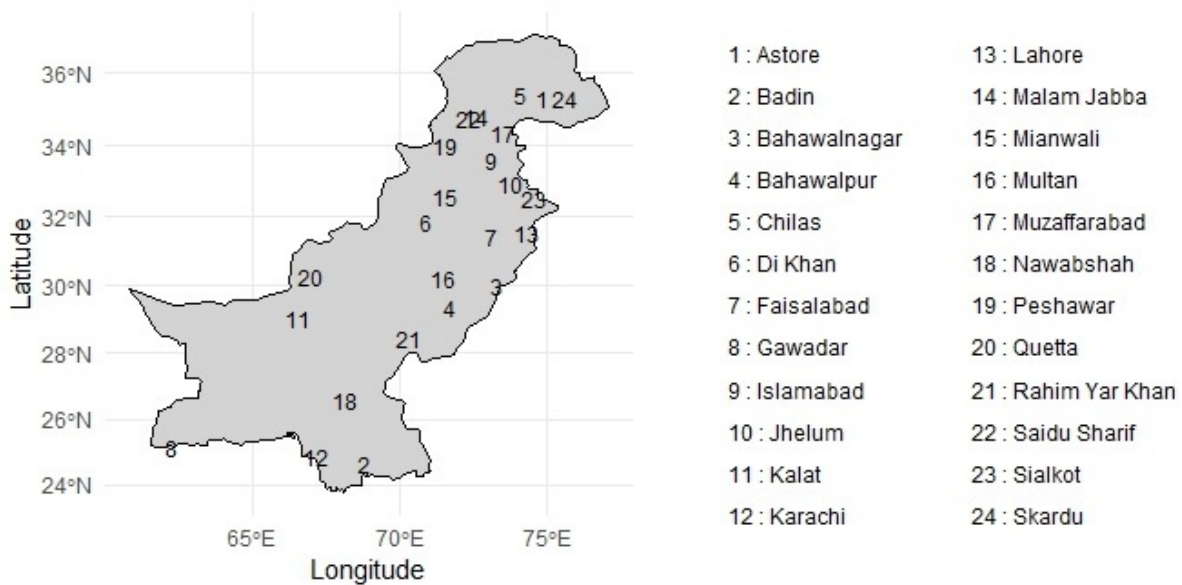 36°N
34°N
32°N
30°N
28°N
26°N
24°N
Latitude
65°E
70°E
75°E
Longitude
5
1
24
14
22
17
19
9
10
15
23
6
7
13
20
16
3
11
4
21
18
8
12
2
1 : Astore
2 : Badin
3 : Bahawalnagar
4 : Bahawalpur
5 : Chilas
6 : Di Khan
7 : Faisalabad
8 : Gawadar
9 : Islamabad
10 : Jhelum
11 : Kalat
12 : Karachi
13 : Lahore
14 : Malam Jabba
15 : Mianwali
16 : Multan
17 : Muzaffarabad
18 : Nawabshah
19 : Peshawar
20 : Quetta
21 : Rahim Yar Khan
22 : Saidu Sharif
23 : Sialkot
24 : Skardu